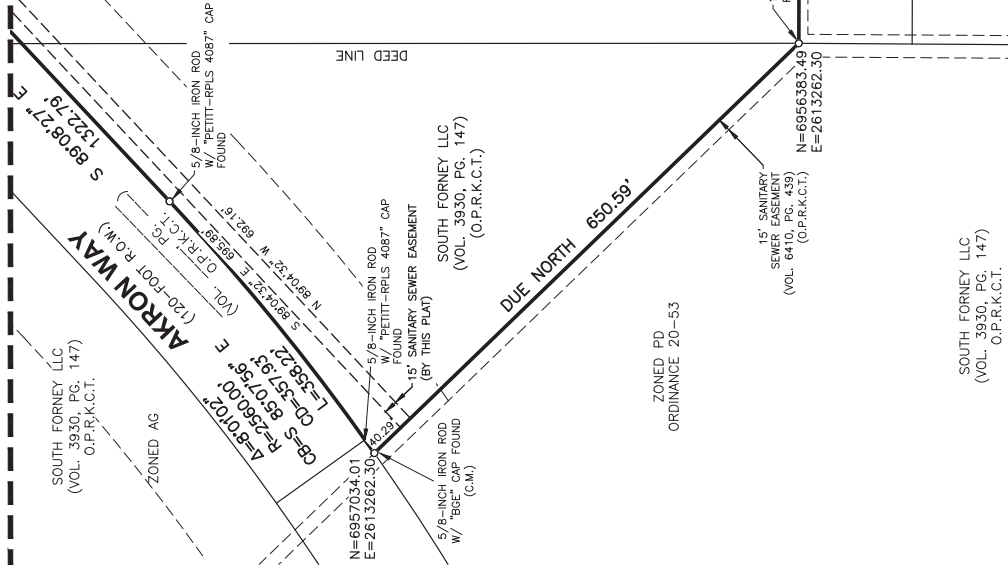 DEED LINE
S 89°08'27" E
1322.79'
5/8-INCH IRON ROD
W/ "PETITT-RPLS 4087" CAP
FOUND
AKRON WAY
(120-FOOT R.O.W.)
(VOL. PG. )
O.P.R.K.C.T.
S 89°04'32" E 695.89'
N 89°04'32" W 692.16'
SOUTH FORNEY LLC
(VOL. 3930, PG. 147)
(O.P.R.K.C.T.)
N=6956383.49
E=2613262.30
15' SANITARY
SEWER EASEMENT
(VOL. 6410, PG. 439)
(O.P.R.K.C.T.)
DUE NORTH 650.59'
5/8-INCH IRON ROD
W/ "PETITT-RPLS 4087" CAP
FOUND
15' SANITARY SEWER EASEMENT
(BY THIS PLAT)
SOUTH FORNEY LLC
(VOL. 3930, PG. 147)
O.P.R.K.C.T.
ZONED AG
Δ=8°01'02"
R=2560.00'
CB=S 85°07'56" E
CD=357.93'
L=358.22'
40.29'
N=6957034.01
E=2613262.30
5/8-INCH IRON ROD
W/ "BGE" CAP FOUND
(C.M.)
ZONED PD
ORDINANCE 20-53
SOUTH FORNEY LLC
(VOL. 3930, PG. 147)
O.P.R.K.C.T.